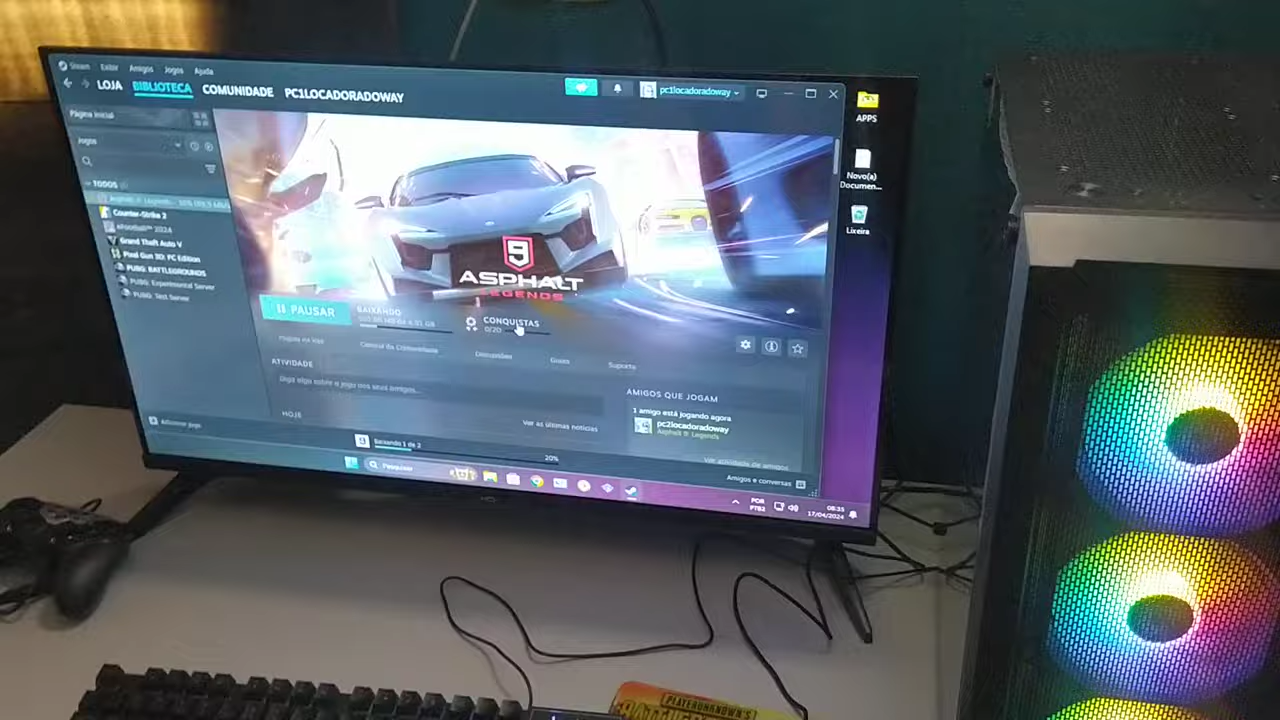 Steam Exibir Amigos Jogos Ajuda
LOJA BIBLIOTECA COMUNIDADE PC1LOCADORADOWAY
pc1locadoradoway
Página inicial
Jogos
TODOS
Counter-Strike 2
eFootball™ 2024
Grand Theft Auto V
Pixel Gun 3D: PC Edition
PUBG: BATTLEGROUNDS
PUBG: Experimental Server
PUBG: Test Server
Adicionar jogo
9
ASPHALT
LEGENDS
PAUSAR
BAIXANDO
CONQUISTAS
0/20
Página na loja
Central da Comunidade
Discussões
Guias
Suporte
ATIVIDADE
Diga algo sobre o jogo aos seus amigos...
HOJE
Ver as últimas notícias
AMIGOS QUE JOGAM
1 amigo está jogando agora
pc2locadoradoway
Asphalt 9: Legends
Ver atividade de amigos
Baixando 1 de 2
20%
Amigos e conversas
APPS
Novo(a)
Documen...
Lixeira
Pesquisar
POR
PTB2
08:35
17/04/2024
PLAYERUNKNOWN'S